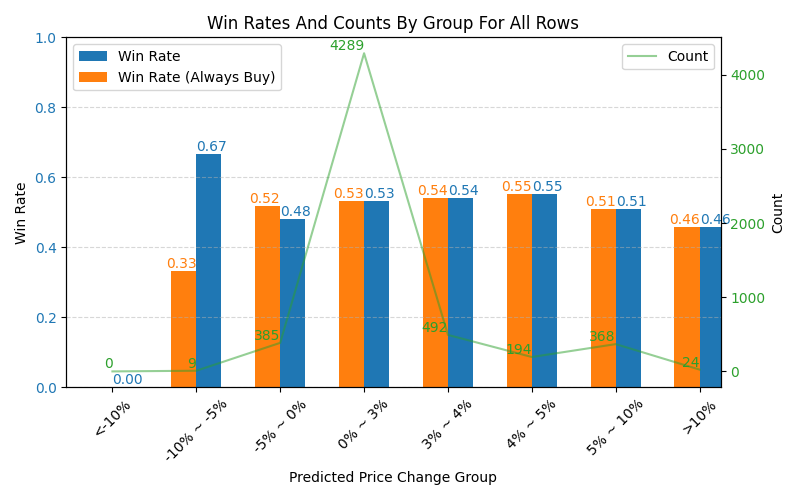 Win Rates And Counts By Group For All Rows
Win Rate
Win Rate (Always Buy)
Count
1.0
0.8
0.6
0.4
0.2
0.0
Win Rate
4000
3000
2000
1000
0
Count
0.33
0.52
0.53
0.54
0.55
0.51
0.46
0.00
0.67
0.48
0.53
0.54
0.55
0.51
0.46
0
9
385
4289
492
194
368
24
<-10%
-10% ~ -5%
-5% ~ 0%
0% ~ 3%
3% ~ 4%
4% ~ 5%
5% ~ 10%
>10%
Predicted Price Change Group